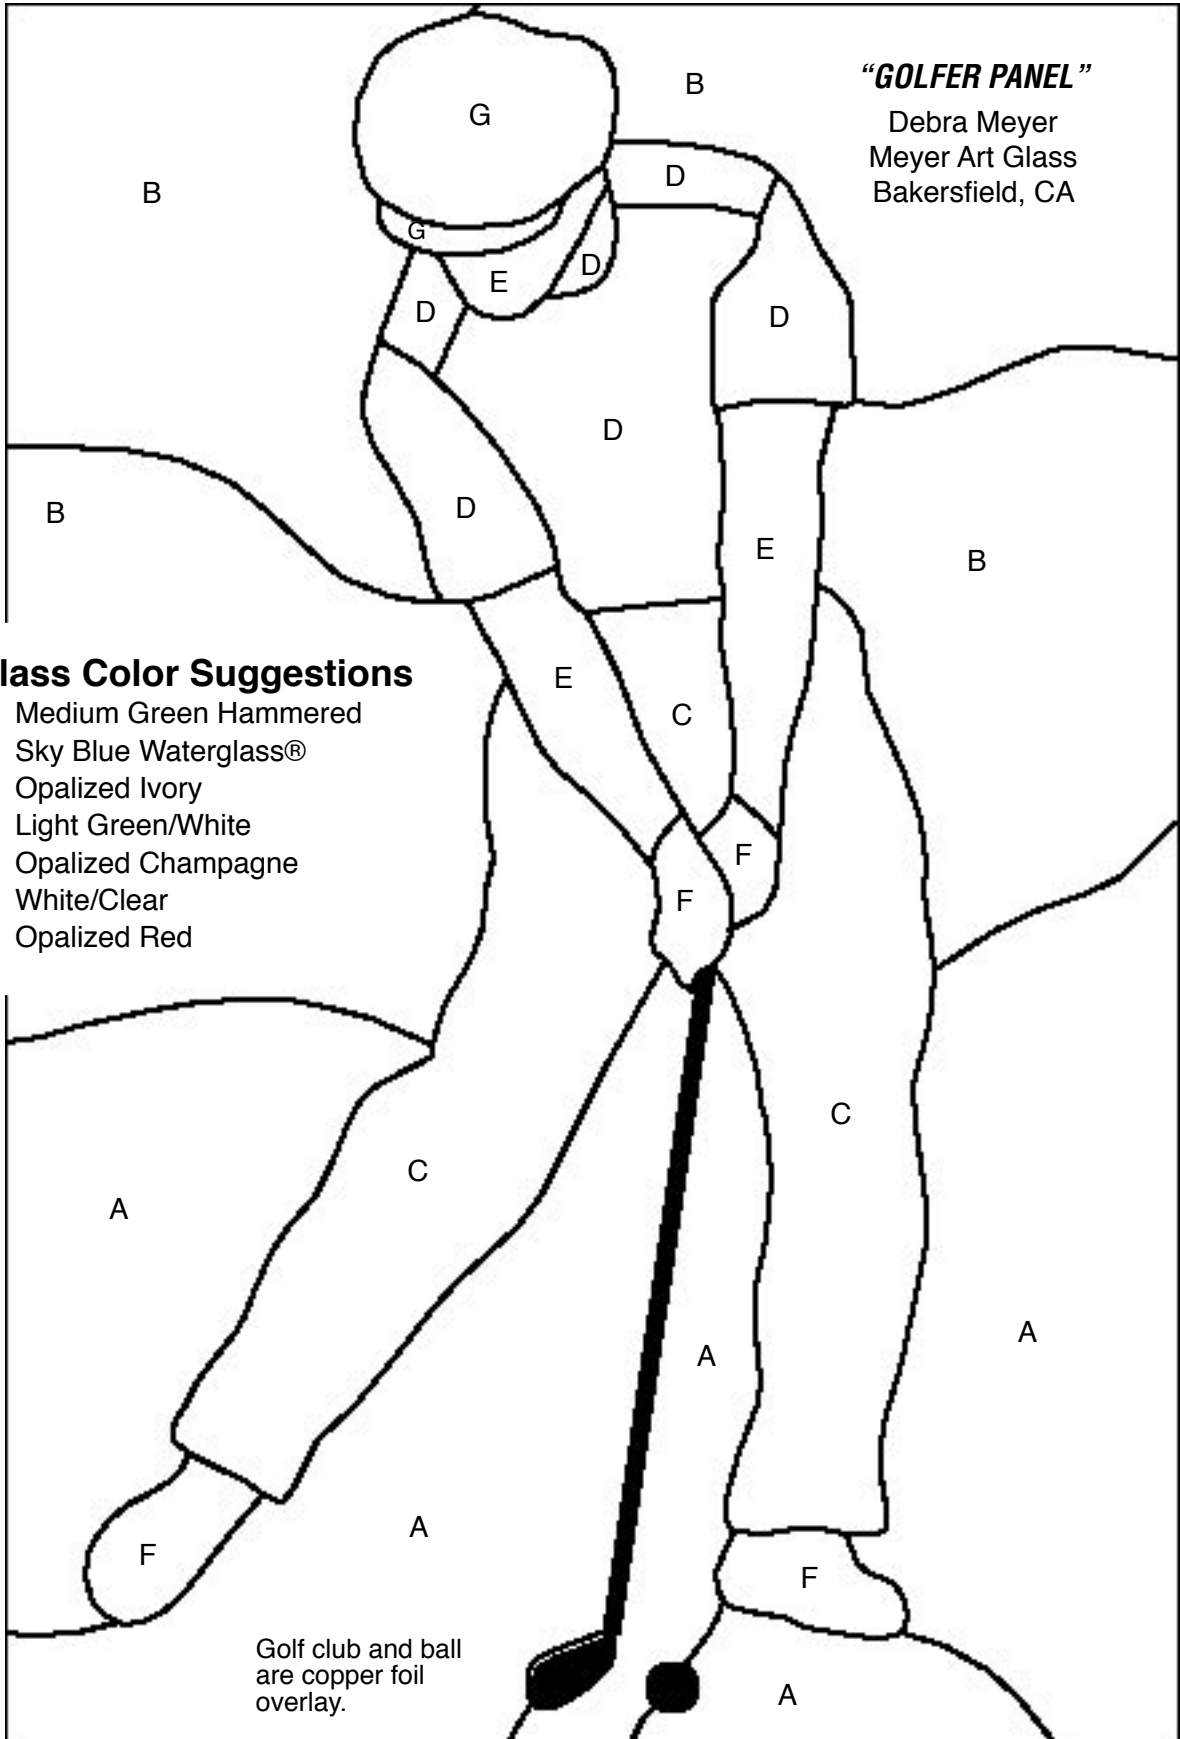 “GOLFER PANEL”
Debra Meyer
Meyer Art Glass
Bakersfield, CA
B
G
B
D
G
E
D
D
D
D
B
D
E
B
lass Color Suggestions
Medium Green Hammered
Sky Blue Waterglass®
Opalized Ivory
Light Green/White
Opalized Champagne
White/Clear
Opalized Red
E
C
F
F
C
C
A
A
A
A
F
F
Golf club and ball
are copper foil
overlay.
A